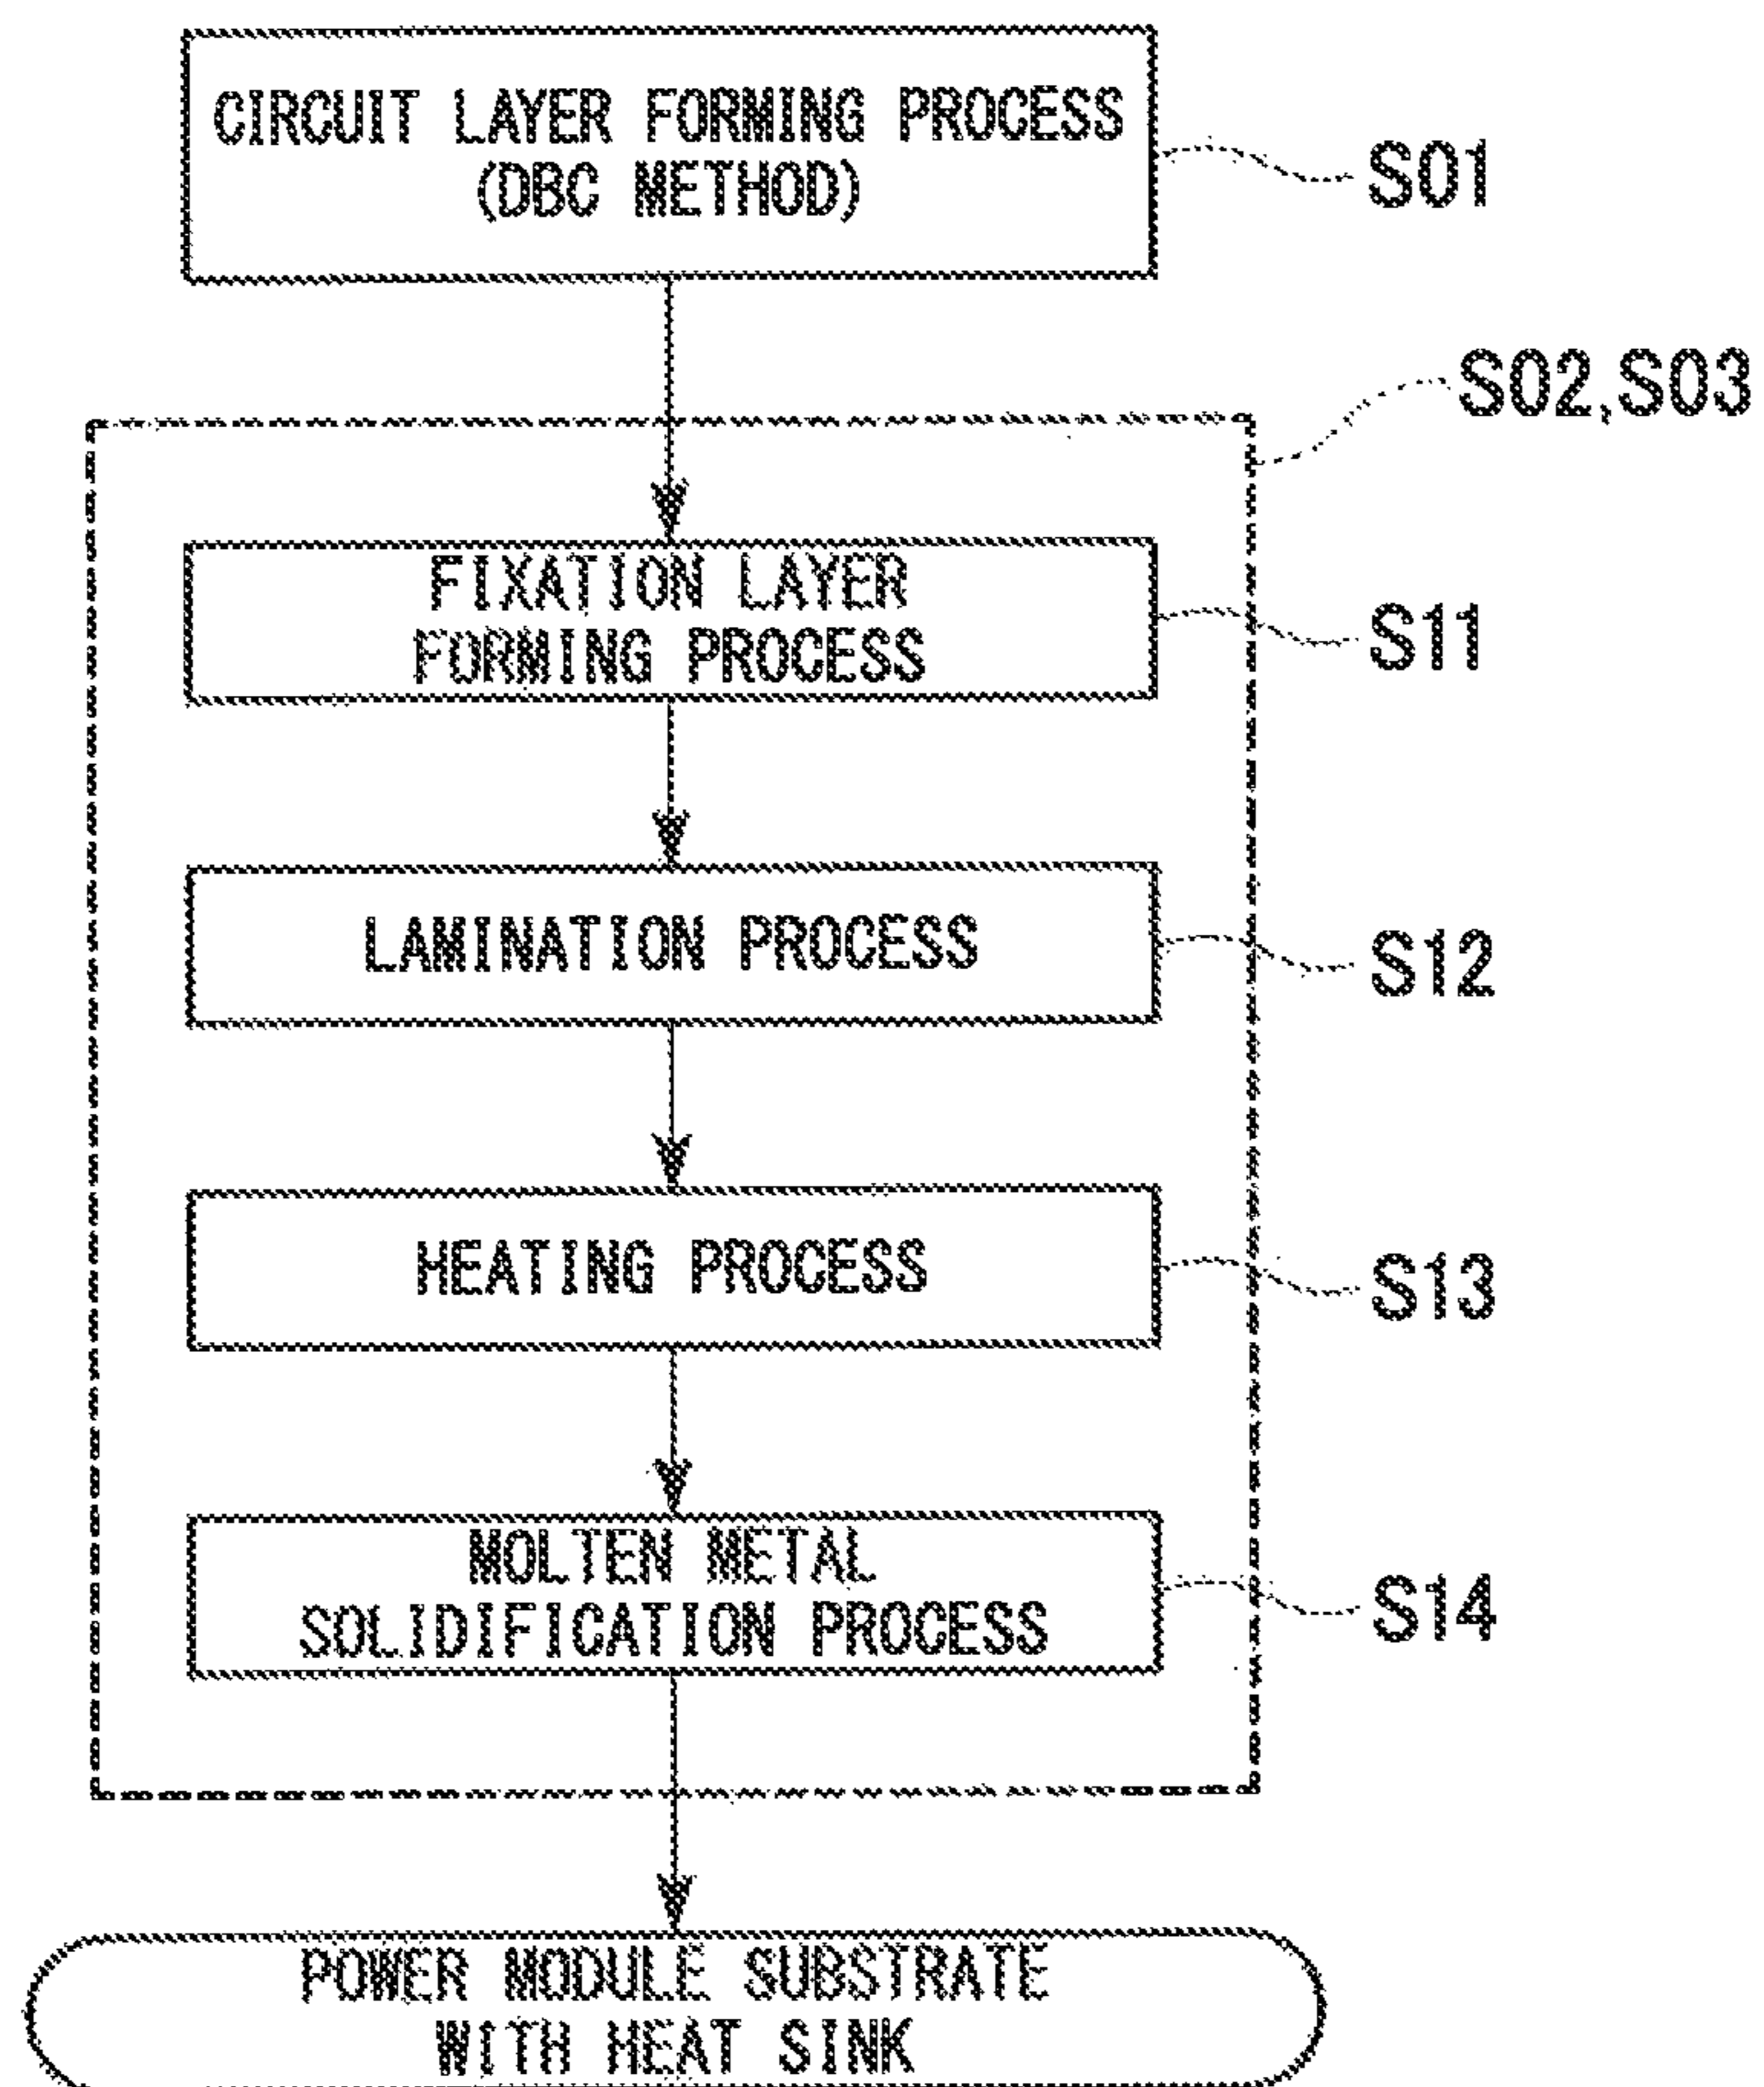 CIRCUIT LAYER FORMING PROCESS
(DBC METHOD)
S01
S02,S03
FIXATION LAYER
FORMING PROCESS
S11
LAMINATION PROCESS
S12
HEATING PROCESS
S13
MOLTEN METAL
SOLIDIFICATION PROCESS
S14
POWER MODULE SUBSTRATE
WITH HEAT SINK